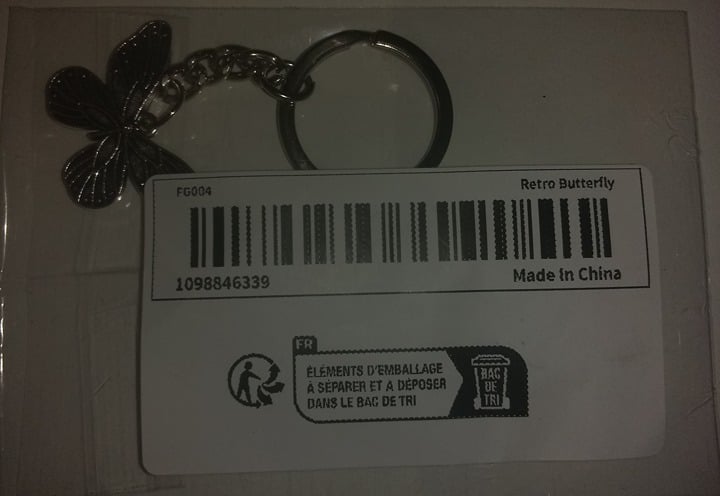 FG004
Retro Butterfly
1098846339
Made In China
FR
ÉLÉMENTS D'EMBALLAGE
À SÉPARER ET À DÉPOSER
DANS LE BAC DE TRI
BAC
DE
TRI